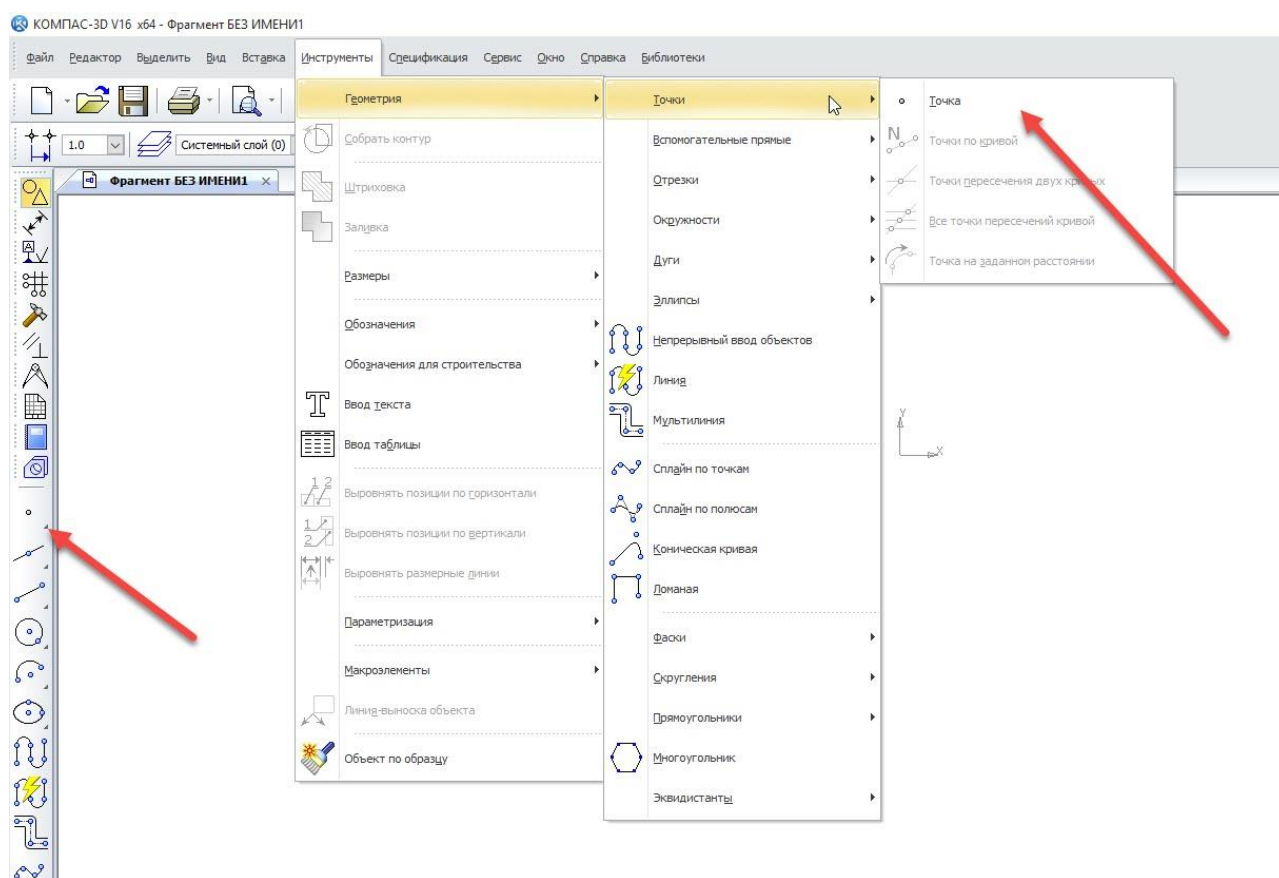 КОМПАС-3D V16 x64 - Фрагмент БЕЗ ИМЕНИ1
Файл Редактор Выделить Вид Вставка Инструменты Спецификация Сервис Окно Справка Библиотеки
1.0 Системный слой (0)
Фрагмент БЕЗ ИМЕНИ1
Геометрия
Собрать контур
Штриховка
Заливка
Размеры
Обозначения
Обозначения для строительства
Ввод текста
Ввод таблицы
Выровнять позиции по горизонтали
Выровнять позиции по вертикали
Выровнять размерные линии
Параметризация
Макроэлементы
Линия-выноска объекта
Объект по образцу
Точки
Вспомогательные прямые
Отрезки
Окружности
Дуги
Эллипсы
Непрерывный ввод объектов
Линия
Мультилиния
Сплайн по точкам
Сплайн по полюсам
Коническая кривая
Ломаная
Фаски
Скругления
Прямоугольники
Многоугольник
Эквидистанты
Точка
Точки по кривой
Точки пересечения двух кривых
Все точки пересечений кривой
Точка на заданном расстоянии
Y
X